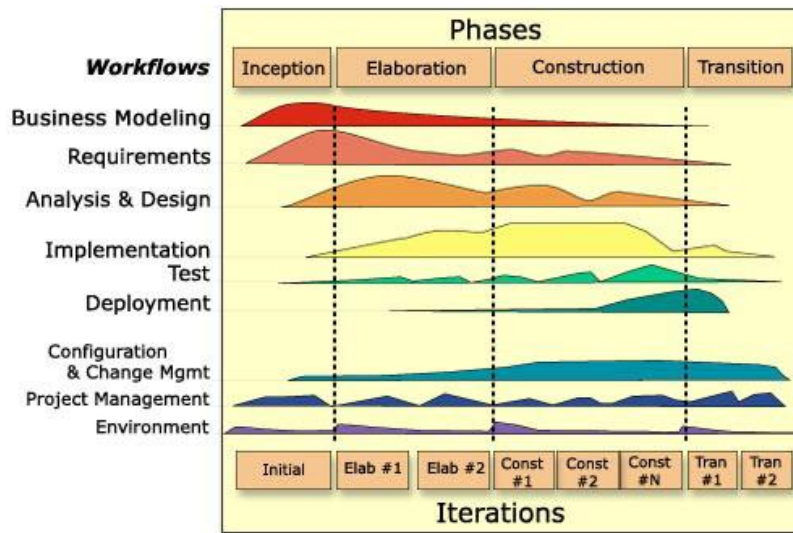 Phases
Workflows
Inception
Elaboration
Construction
Transition
Business Modeling
Requirements
Analysis & Design
Implementation
Test
Deployment
Configuration
& Change Mgmt
Project Management
Environment
Initial
Elab #1
Elab #2
Const
#1
Const
#2
Const
#N
Tran
#1
Tran
#2
Iterations